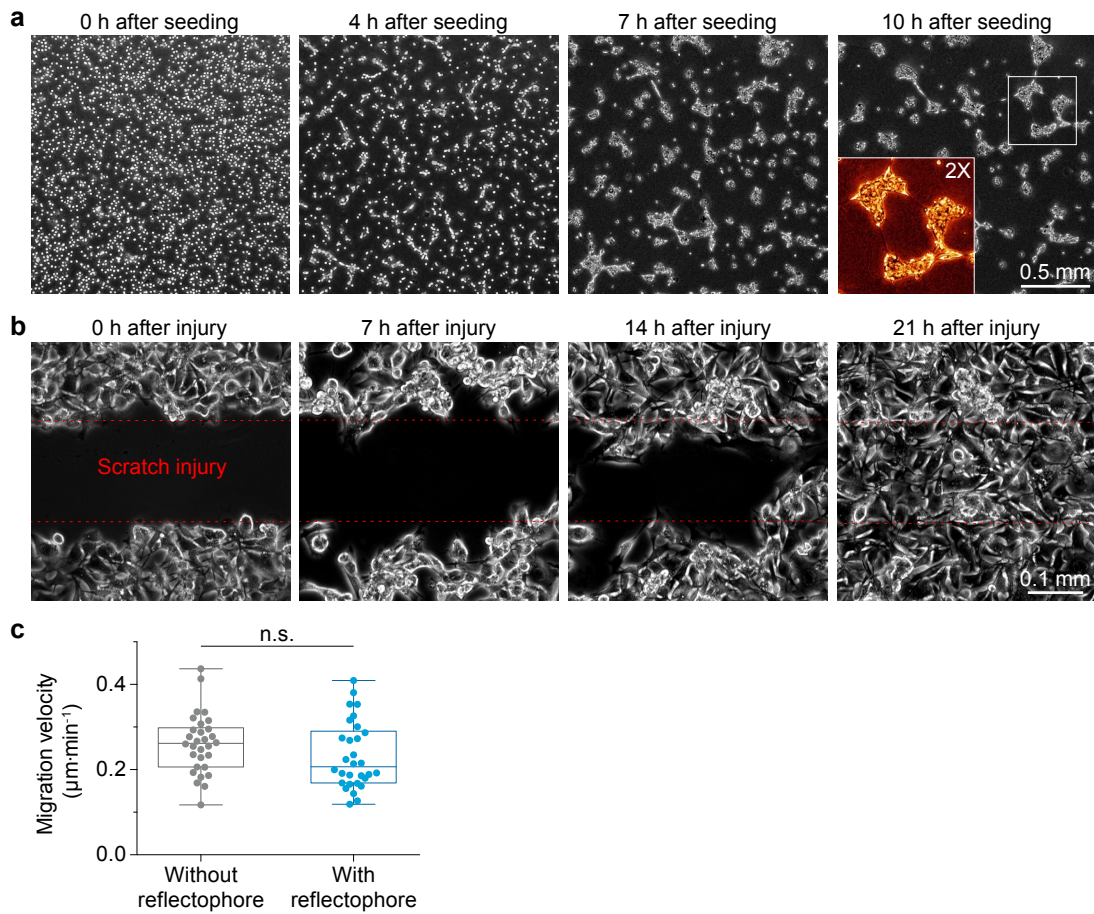 a
0 h after seeding
4 h after seeding
7 h after seeding
10 h after seeding
2X
0.5 mm
b
0 h after injury
7 h after injury
14 h after injury
21 h after injury
Scratch injury
0.1 mm
c
n.s.
Migration velocity
(µm·min⁻¹)
0.4
0.2
0.0
Without
reflectophore
With
reflectophore